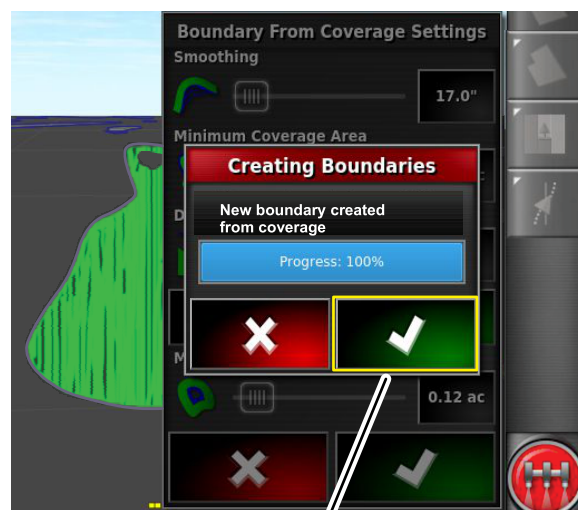 Boundary From Coverage Settings
Smoothing
17.0"
Minimum Coverage Area
Creating Boundaries
New boundary created
from coverage
Progress: 100%
0.12 ac